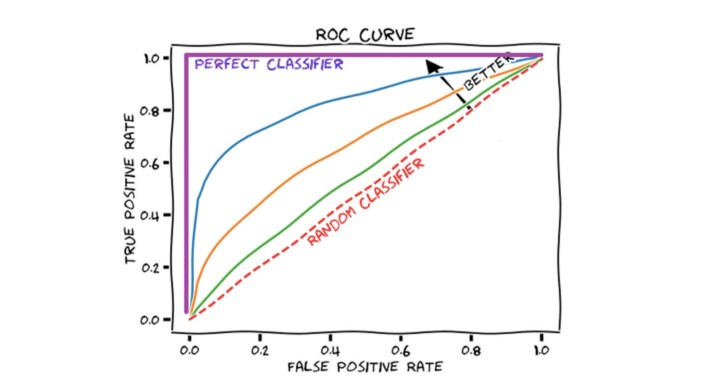 ROC CURVE
PERFECT CLASSIFIER
BETTER
RANDOM CLASSIFIER
TRUE POSITIVE RATE
1.0
0.8
0.6
0.4
0.2
0.0
0.0 0.2 0.4 0.6 0.8 1.0
FALSE POSITIVE RATE